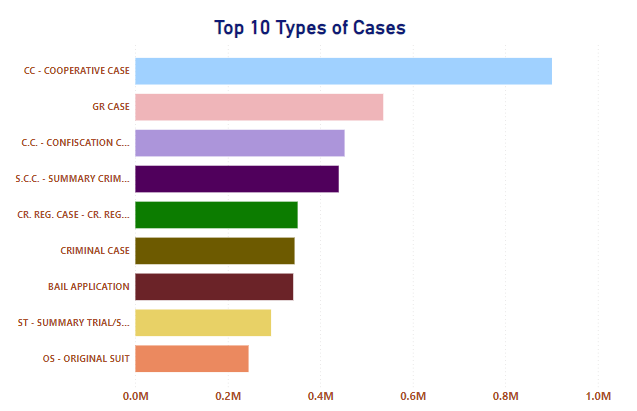 Top 10 Types of Cases
CC - COOPERATIVE CASE
GR CASE
C.C. - CONFISCATION C...
S.C.C. - SUMMARY CRIM...
CR. REG. CASE - CR. REG...
CRIMINAL CASE
BAIL APPLICATION
ST - SUMMARY TRIAL/S...
OS - ORIGINAL SUIT
0.0M 0.2M 0.4M 0.6M 0.8M 1.0M